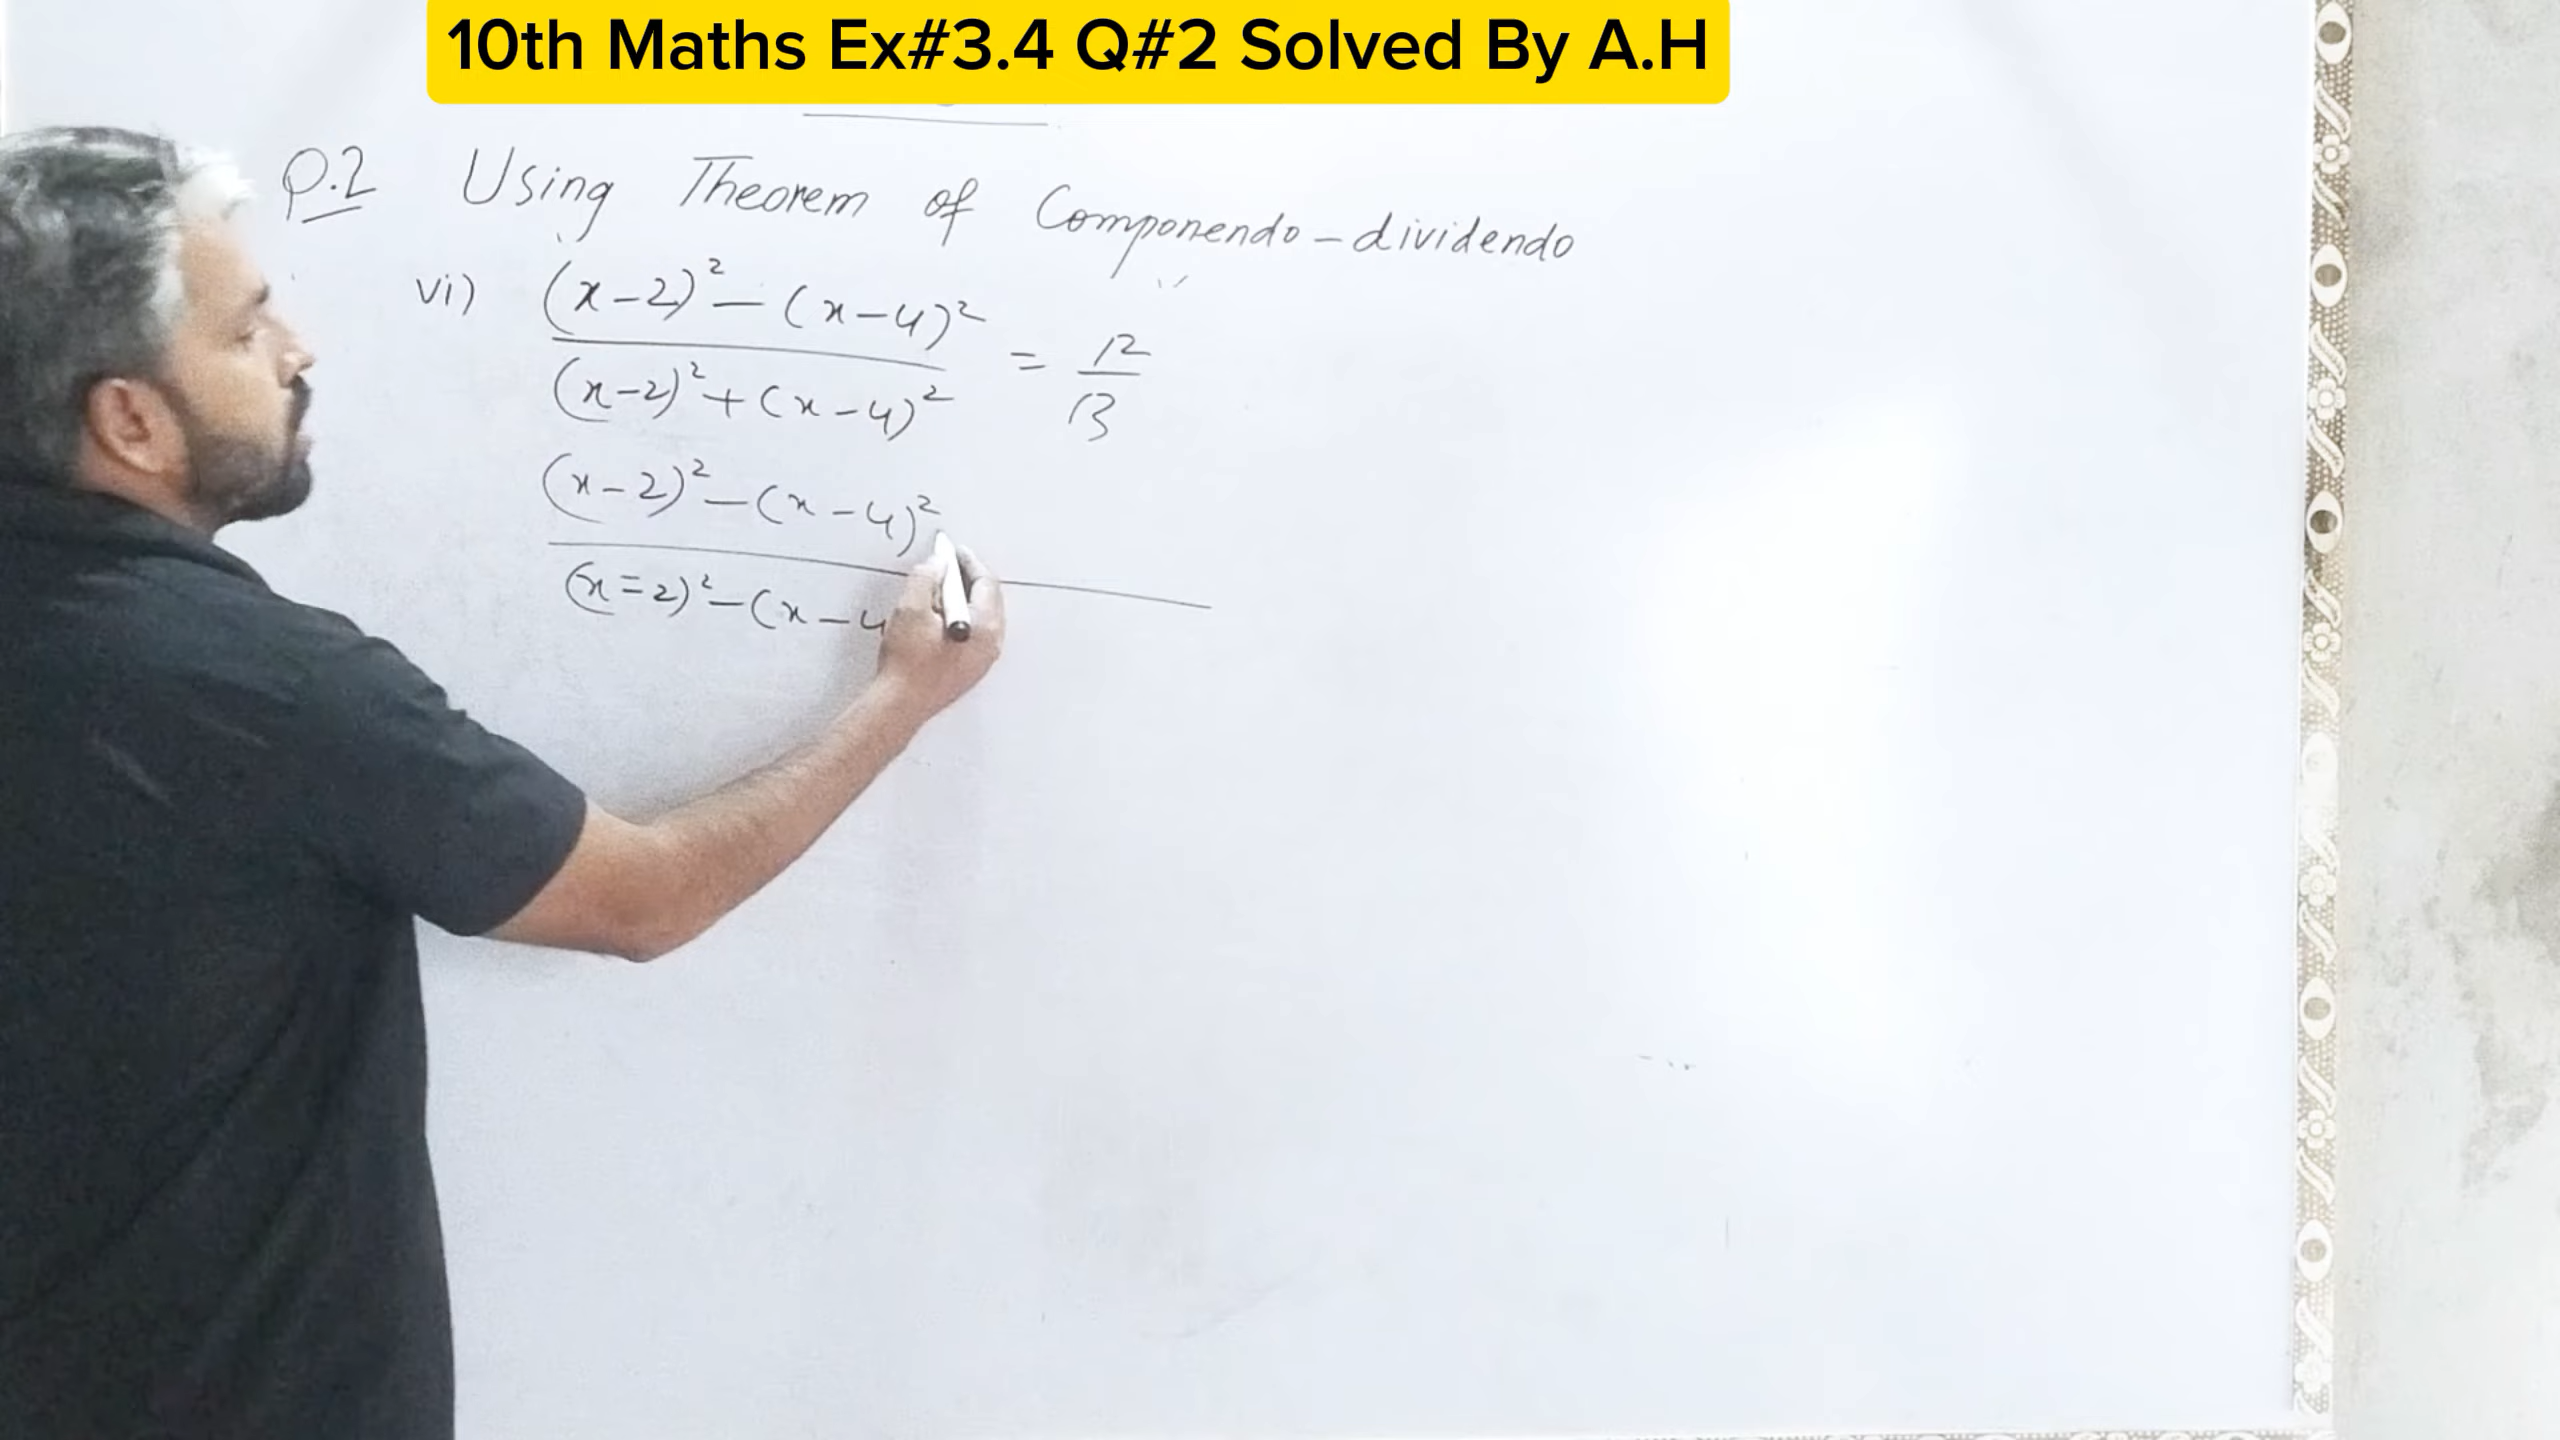 10th Maths Ex#3.4 Q#2 Solved By A.H
Q.2 Using Theorem of Componendo-dividendo
vi) (x-2)² - (x-4)²
(x-2)² + (x-4)² = 12/13
(x-2)² - (x-4)²
(x=2)² - (x-4